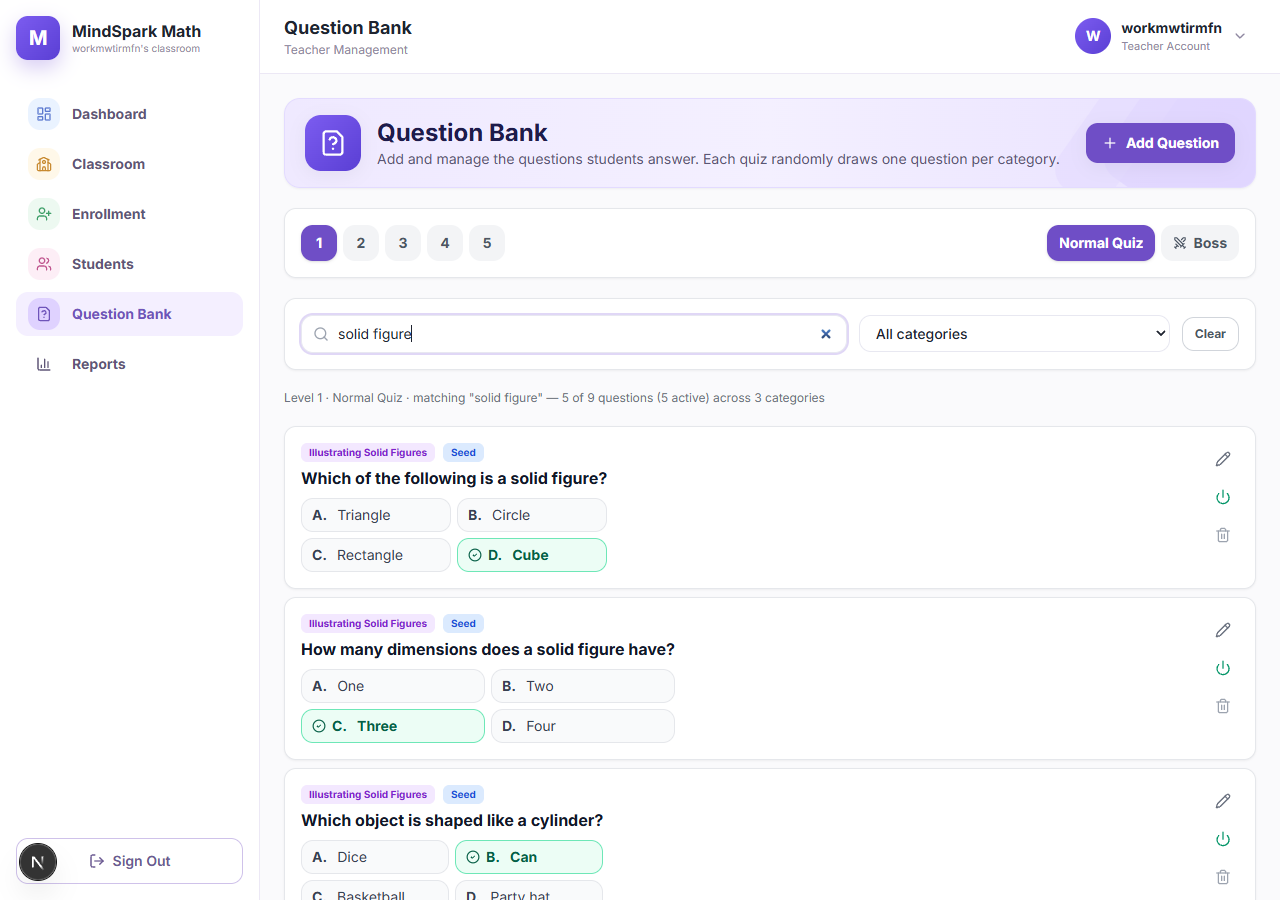 M
MindSpark Math
workmwtirmfn's classroom
Dashboard
Classroom
Enrollment
Students
Question Bank
Reports
N
Sign Out
Question Bank
Teacher Management
W
workmwtirmfn
Teacher Account
Question Bank
Add and manage the questions students answer. Each quiz randomly draws one question per category.
Add Question
1 2 3 4 5
Normal Quiz
Boss
solid figure
All categories
Clear
Level 1 · Normal Quiz · matching "solid figure" — 5 of 9 questions (5 active) across 3 categories
Illustrating Solid Figures Seed
Which of the following is a solid figure?
A. Triangle B. Circle
C. Rectangle D. Cube
Illustrating Solid Figures Seed
How many dimensions does a solid figure have?
A. One B. Two
C. Three D. Four
Illustrating Solid Figures Seed
Which object is shaped like a cylinder?
A. Dice B. Can
C. Basketball D. Party hat